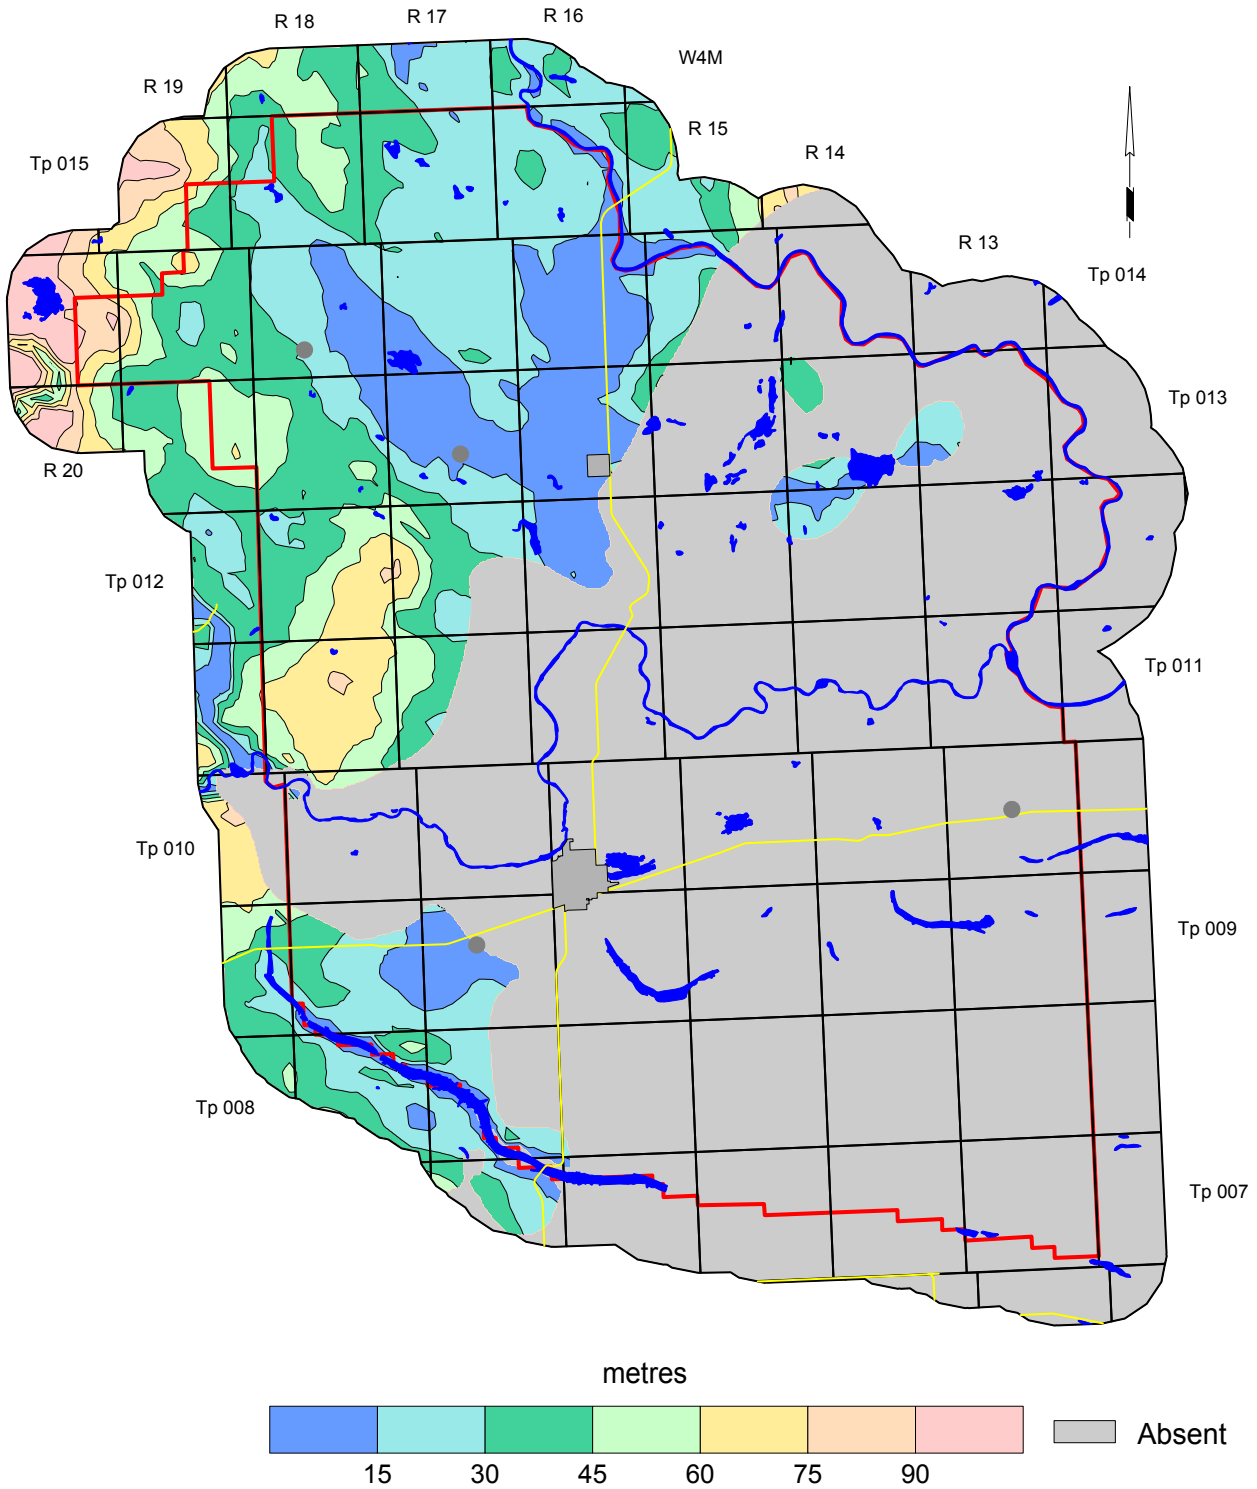 R 18
R 17
R 16
W4M
R 19
R 15
R 14
Tp 015
R 13
Tp 014
Tp 013
R 20
Tp 012
Tp 011
Tp 010
Tp 009
Tp 008
Tp 007
metres
Absent
15
30
45
60
75
90